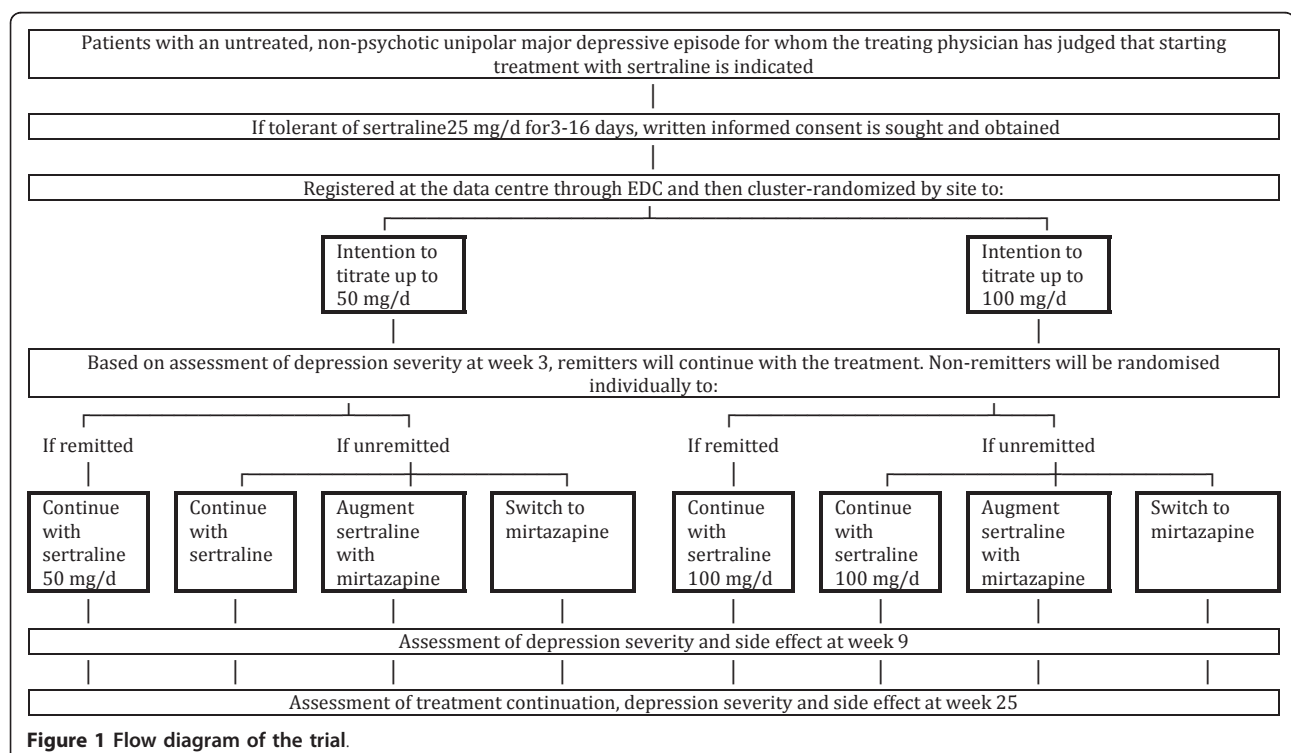 Patients with an untreated, non-psychotic unipolar major depressive episode for whom the treating physician has judged that starting
treatment with sertraline is indicated
If tolerant of sertraline25 mg/d for3-16 days, written informed consent is sought and obtained
Registered at the data centre through EDC and then cluster-randomized by site to:
Intention to
titrate up to
50 mg/d
Intention to
titrate up to
100 mg/d
Based on assessment of depression severity at week 3, remitters will continue with the treatment. Non-remitters will be randomised
individually to:
If remitted
If unremitted
If remitted
If unremitted
Continue
with
sertraline
50 mg/d
Continue
with
sertraline
Augment
sertraline
with
mirtazapine
Switch to
mirtazapine
Continue
with
sertraline
100 mg/d
Continue
with
sertraline
100 mg/d
Augment
sertraline
with
mirtazapine
Switch to
mirtazapine
Assessment of depression severity and side effect at week 9
Assessment of treatment continuation, depression severity and side effect at week 25
Figure 1 Flow diagram of the trial.